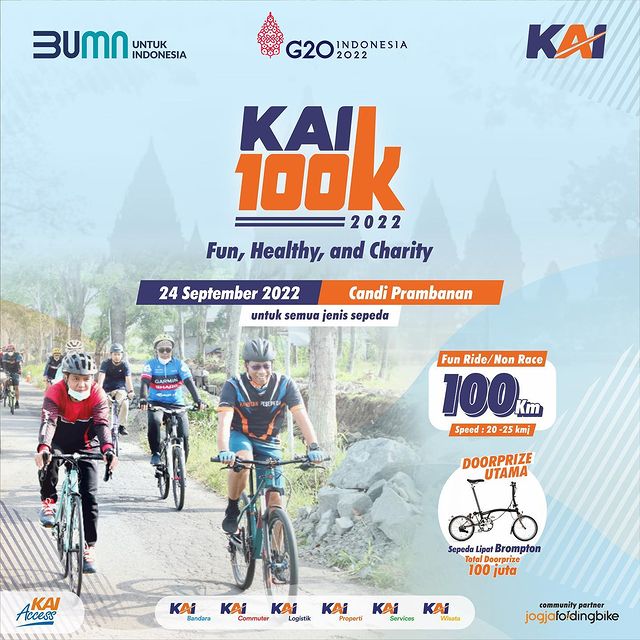 BUMN UNTUK
INDONESIA
G20 INDONESIA
2022
KAI
KAI
100k
2022
Fun, Healthy, and Charity
24 September 2022 Candi Prambanan
untuk semua jenis sepeda
Fun Ride/Non Race
100 Km
Speed : 20 -25 kmj
DOORPRIZE
UTAMA
Sepeda Lipat Brompton
Total Doorprize
100 juta
GARMIN
SHARP
KAI
Access
KAI
Bandara
KAI
Commuter
KAI
Logistik
KAI
Properti
KAI
Services
KAI
Wisata
community partner
jogjafoldingbike